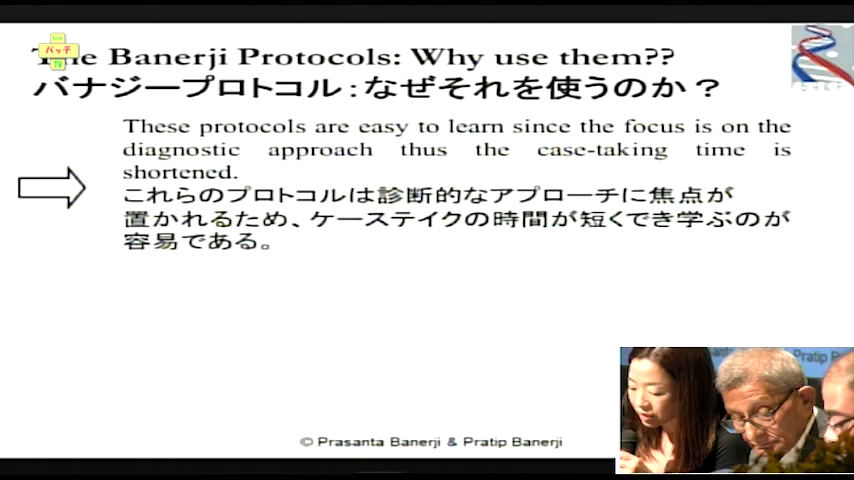 The Banerji Protocols: Why use them??
バッチ
TV
バナジープロトコル：なぜそれを使うのか？
These protocols are easy to learn since the focus is on the
diagnostic approach thus the case-taking time is
shortened.
これらのプロトコルは診断的なアプローチに焦点が
置かれるため、ケーステイクの時間が短くでき学ぶのが
容易である。
Pratip
© Prasanta Banerji & Pratip Banerji